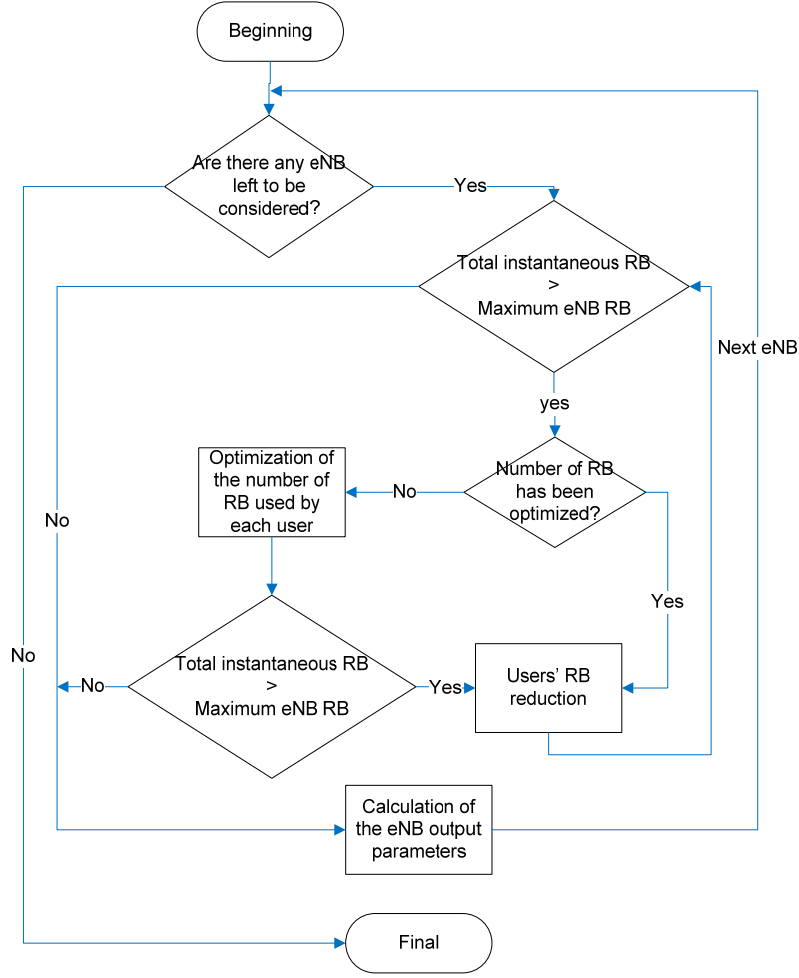 Beginning
Are there any eNB
left to be
considered?
Yes
Total instantaneous RB
>
Maximum eNB RB
Next eNB
yes
Number of RB
has been
optimized?
No
Optimization of
the number of
RB used by
each user
No
Yes
No
Total instantaneous RB
>
Maximum eNB RB
No
Yes
Users’ RB
reduction
Calculation of
the eNB output
parameters
Final